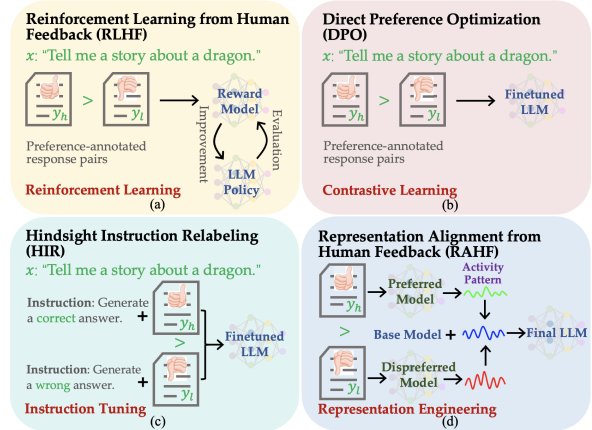 Reinforcement Learning from Human
Feedback (RLHF)
x: "Tell me a story about a dragon."
y_h > y_l
Reward
Model
Improvement
Evaluation
LLM
Policy
Preference-annotated
response pairs
Reinforcement Learning
(a)
Direct Preference Optimization
(DPO)
x: "Tell me a story about a dragon."
y_h > y_l
Finetuned
LLM
Preference-annotated
response pairs
Contrastive Learning
(b)
Hindsight Instruction Relabeling
(HIR)
x: "Tell me a story about a dragon."
Instruction: Generate
a correct answer.
+
y_h
>
Finetuned
LLM
Instruction: Generate
a wrong answer.
+
y_l
Instruction Tuning
(c)
Representation Alignment from
Human Feedback (RAHF)
y_h
Preferred
Model
Activity
Pattern
>
Base Model +
Final LLM
y_l
Dispreferred
Model
Representation Engineering
(d)